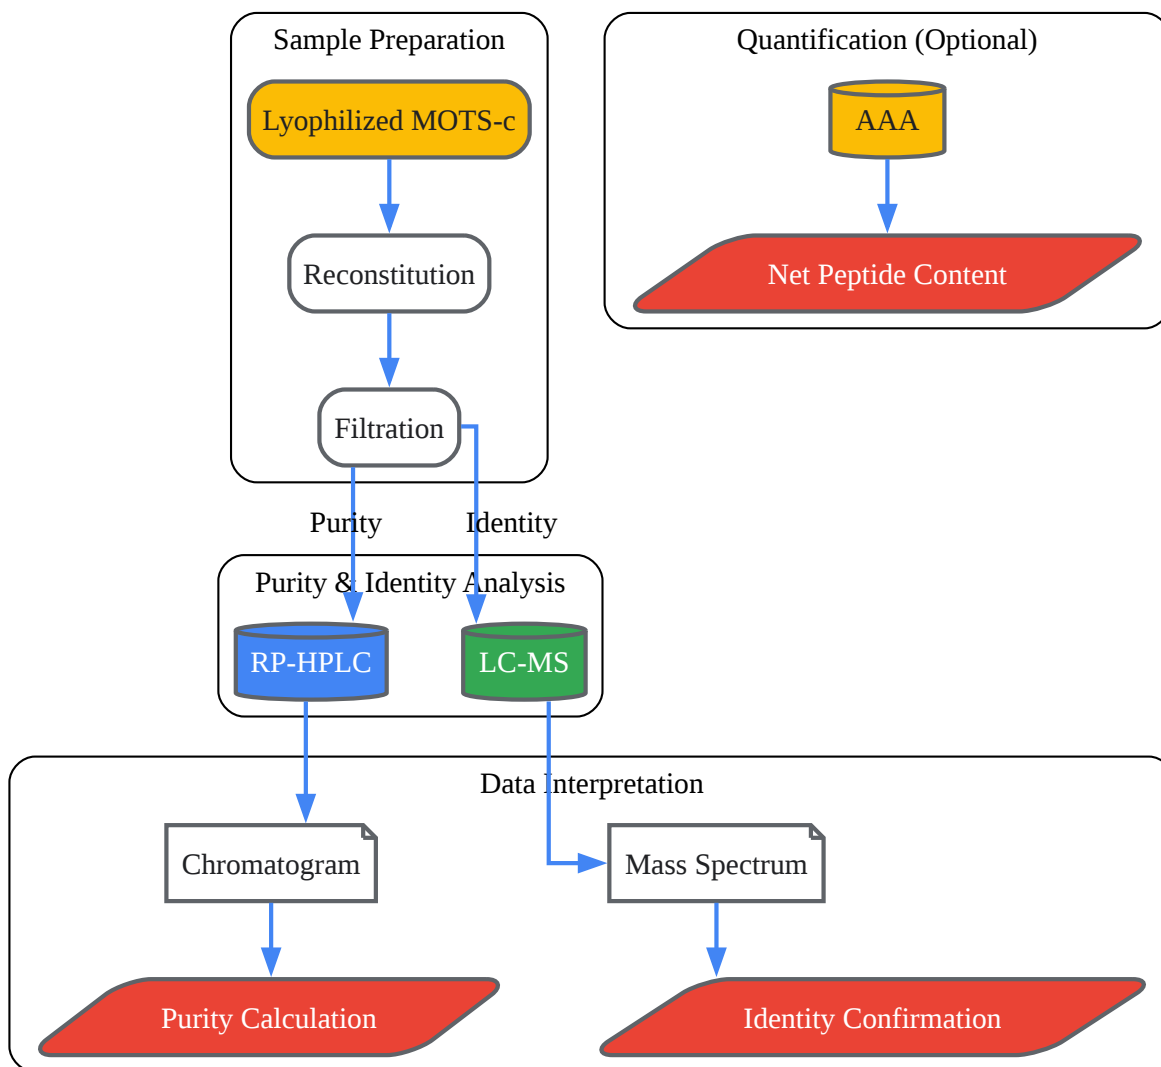 Sample Preparation
Lyophilized MOTS-c
Reconstitution
Filtration
Quantification (Optional)
AAA
Net Peptide Content
Purity
Identity
Purity & Identity Analysis
RP-HPLC
LC-MS
Data Interpretation
Chromatogram
Mass Spectrum
Purity Calculation
Identity Confirmation